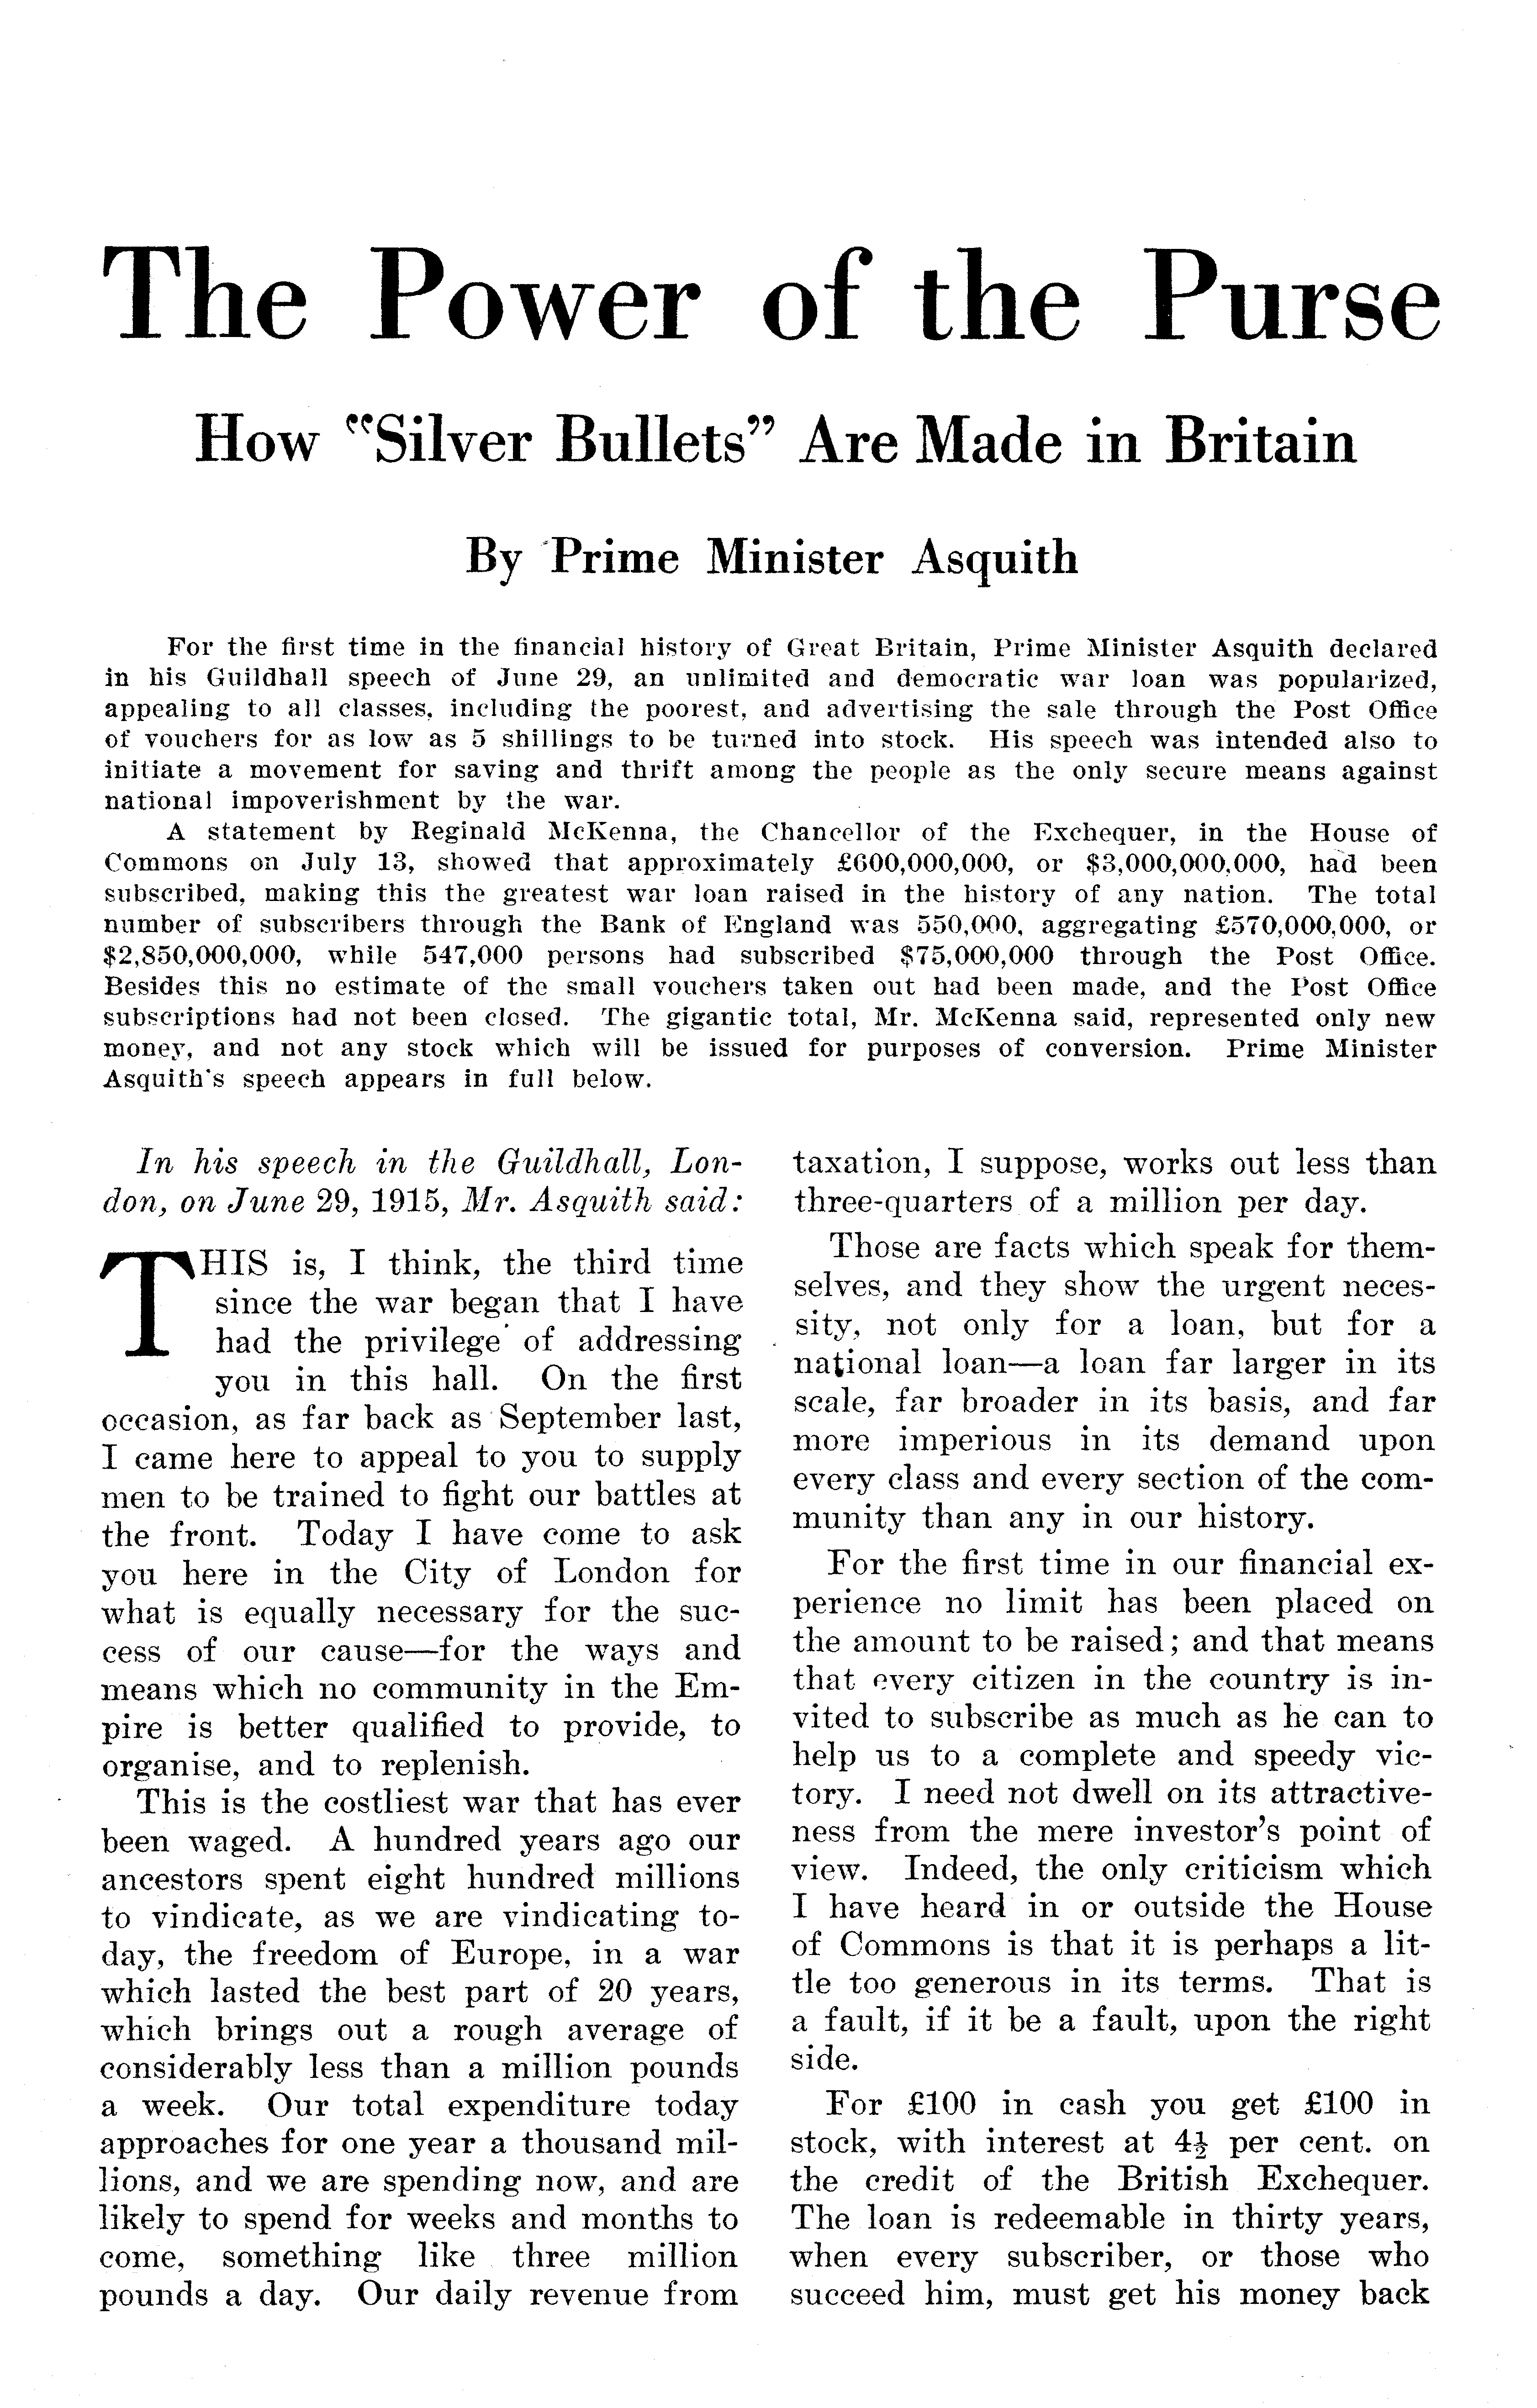 The Power of the Purse
How "Silver Bullets" Are Made in Britain
By Prime Minister Asquith
For the first time in the financial history of Great Britain, Prime Minister Asquith declared
in his Guildhall speech of June 29, an unlimited and democratic war loan was popularized,
appealing to all classes, including the poorest, and advertising the sale through the Post Office
of vouchers for as low as 5 shillings to be turned into stock. His speech was intended also to
initiate a movement for saving and thrift among the people as the only secure means against
national impoverishment by the war.
A statement by Reginald McKenna, the Chancellor of the Exchequer, in the House of
Commons on July 13, showed that approximately £600,000,000, or $3,000,000,000, had been
subscribed, making this the greatest war loan raised in the history of any nation. The total
number of subscribers through the Bank of England was 550,000, aggregating £570,000,000, or
$2,850,000,000, while 547,000 persons had subscribed $75,000,000 through the Post Office.
Besides this no estimate of the small vouchers taken out had been made, and the Post Office
subscriptions had not been closed. The gigantic total, Mr. McKenna said, represented only new
money, and not any stock which will be issued for purposes of conversion. Prime Minister
Asquith's speech appears in full below.
In his speech in the Guildhall, Lon-
don, on June 29, 1915, Mr. Asquith said:
THIS is, I think, the third time
since the war began that I have
had the privilege of addressing
you in this hall. On the first
occasion, as far back as September last,
I came here to appeal to you to supply
men to be trained to fight our battles at
the front. Today I have come to ask
you here in the City of London for
what is equally necessary for the suc-
cess of our cause—for the ways and
means which no community in the Em-
pire is better qualified to provide, to
organise, and to replenish.
This is the costliest war that has ever
been waged. A hundred years ago our
ancestors spent eight hundred millions
to vindicate, as we are vindicating to-
day, the freedom of Europe, in a war
which lasted the best part of 20 years,
which brings out a rough average of
considerably less than a million pounds
a week. Our total expenditure today
approaches for one year a thousand mil-
lions, and we are spending now, and are
likely to spend for weeks and months to
come, something like three million
pounds a day. Our daily revenue from
taxation, I suppose, works out less than
three-quarters of a million per day.
Those are facts which speak for them-
selves, and they show the urgent neces-
sity, not only for a loan, but for a
national loan—a loan far larger in its
scale, far broader in its basis, and far
more imperious in its demand upon
every class and every section of the com-
munity than any in our history.
For the first time in our financial ex-
perience no limit has been placed on
the amount to be raised; and that means
that every citizen in the country is in-
vited to subscribe as much as he can to
help us to a complete and speedy vic-
tory. I need not dwell on its attractive-
ness from the mere investor's point of
view. Indeed, the only criticism which
I have heard in or outside the House
of Commons is that it is perhaps a lit-
tle too generous in its terms. That is
a fault, if it be a fault, upon the right
side.
For £100 in cash you get £100 in
stock, with interest at 4½ per cent. on
the credit of the British Exchequer.
The loan is redeemable in thirty years,
when every subscriber, or those who
succeed him, must get his money back